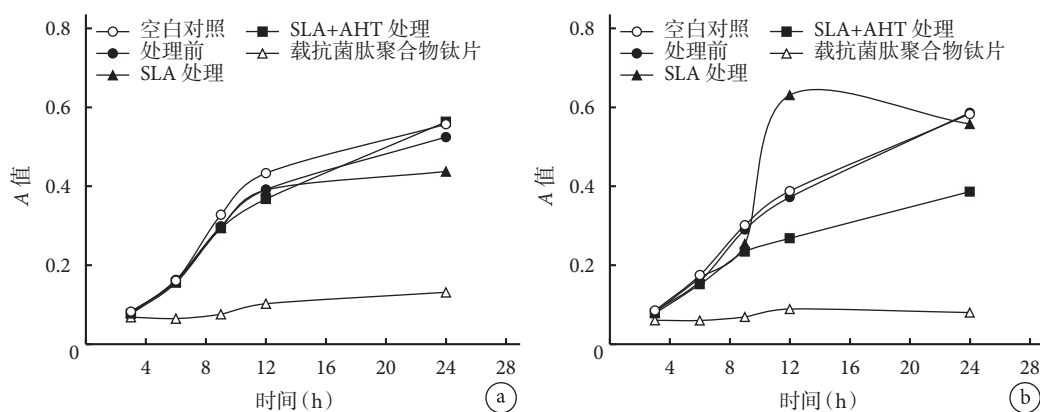 0.8
空白对照
处理前
SLA 处理
SLA+AHT 处理
载抗菌肽聚合物钛片
0.6
0.4
0.2
0
A 值
4 8 12 16 20 24 28
时间(h)
a
0.8
空白对照
处理前
SLA 处理
SLA+AHT 处理
载抗菌肽聚合物钛片
0.6
0.4
0.2
0
A 值
4 8 12 16 20 24 28
时间(h)
b